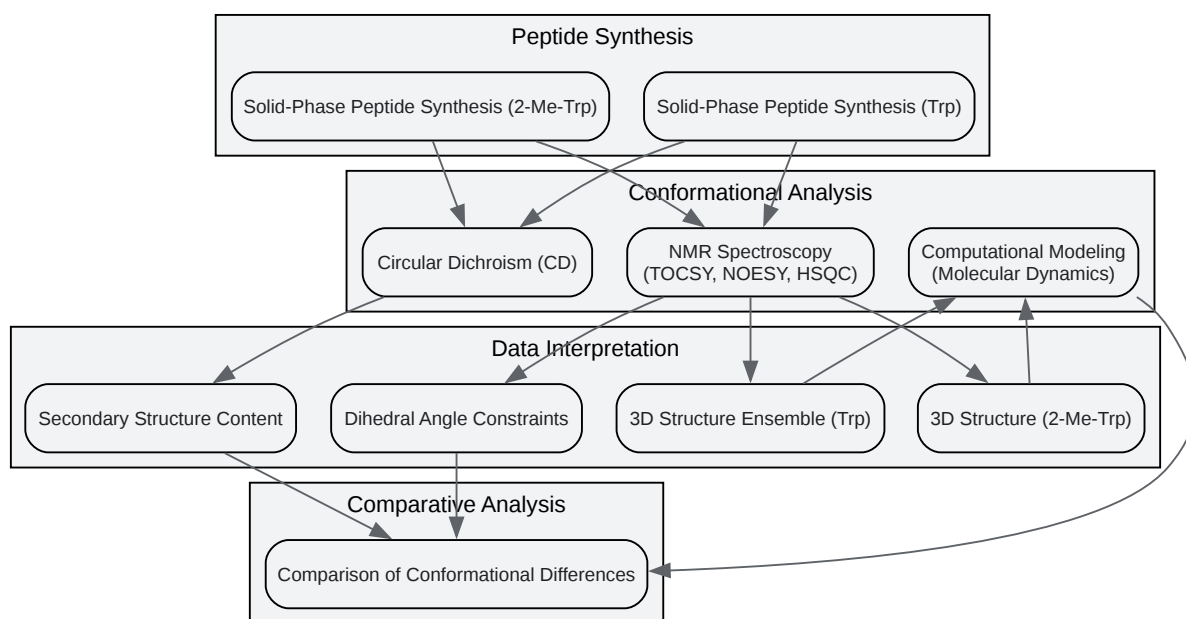 Peptide Synthesis
Solid-Phase Peptide Synthesis (2-Me-Trp)
Solid-Phase Peptide Synthesis (Trp)
Conformational Analysis
Circular Dichroism (CD)
NMR Spectroscopy
(TOCSY, NOESY, HSQC)
Computational Modeling
(Molecular Dynamics)
Data Interpretation
Secondary Structure Content
Dihedral Angle Constraints
3D Structure Ensemble (Trp)
3D Structure (2-Me-Trp)
Comparative Analysis
Comparison of Conformational Differences